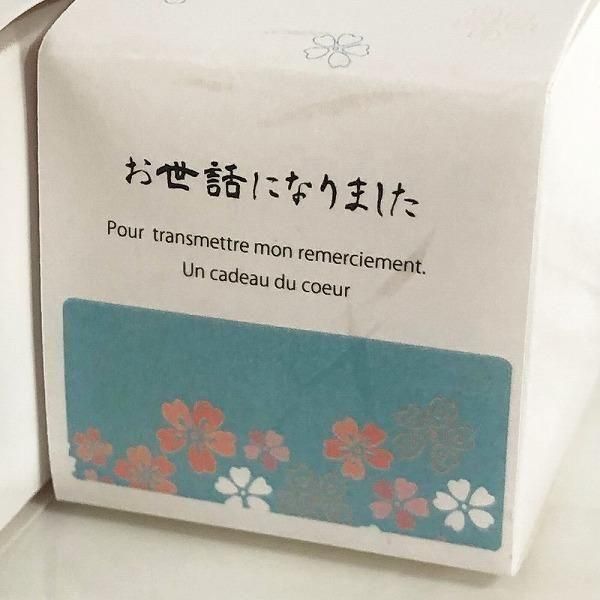 お世話になりました
Pour transmettre mon remerciement.
Un cadeau du coeur